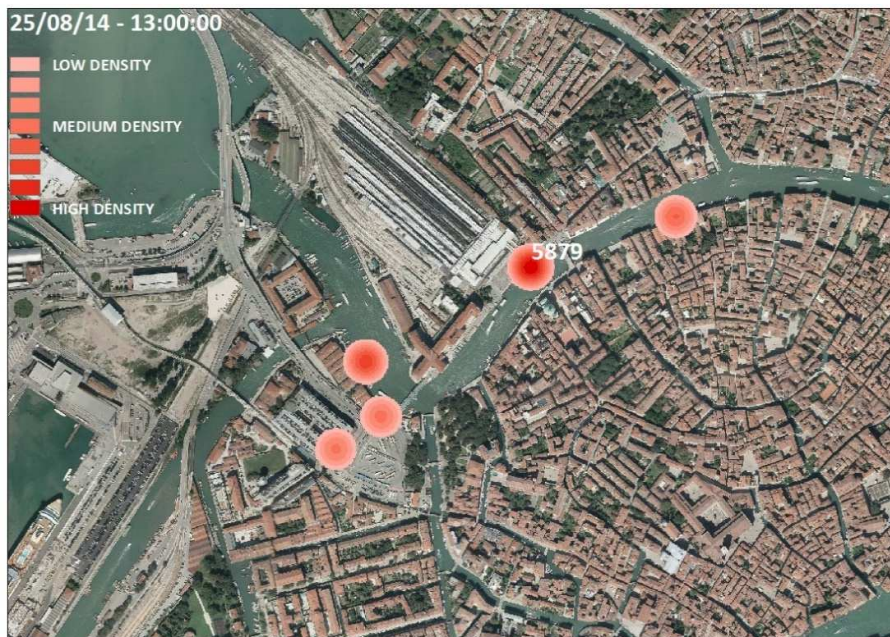 25/08/14 - 13:00:00
LOW DENSITY
MEDIUM DENSITY
HIGH DENSITY
5879